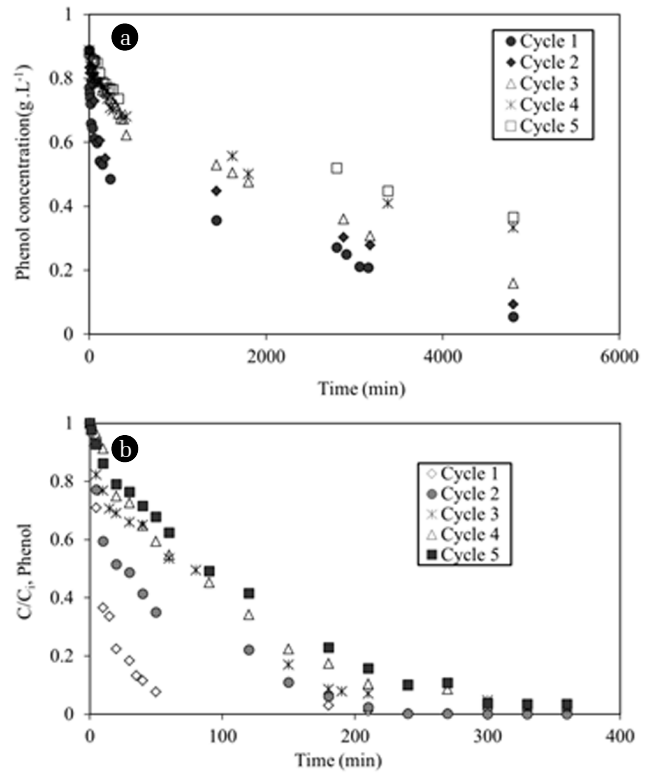 1
a
Cycle 1
Cycle 2
Cycle 3
Cycle 4
Cycle 5
0.8
0.6
0.4
0.2
0
Phenol concentration(g.L-1)
0 2000 4000 6000
Time (min)
1
b
Cycle 1
Cycle 2
Cycle 3
Cycle 4
Cycle 5
0.8
0.6
0.4
0.2
0
C/Ci, Phenol
0 100 200 300 400
Time (min)